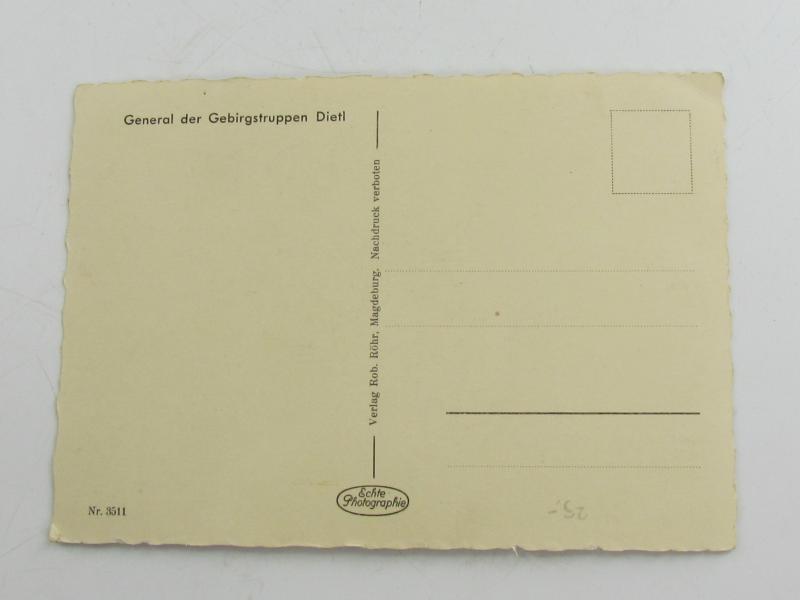 General der Gebirgstruppen Dietl
Verlag Rob. Röhr, Magdeburg. Nachdruck verboten
Nr. 3511
Echte
Photographie
25,-